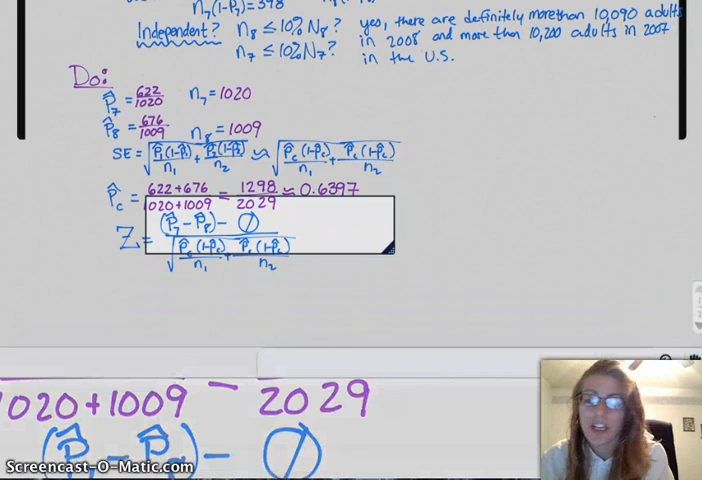 n7(1-P̂7)=398
Independent? n8 ≤ 10% N8? yes, there are definitely more than 10,090 adults
n7 ≤ 10% N7? in 2008 and more than 10,200 adults in 2007
in the U.S.
Do:
P̂7 = 622/1020 n7 = 1020
P̂8 = 676/1009 n8 = 1009
SE = √(P̂1(1-P̂1)/n1 + P̂2(1-P̂2)/n2) ≈ √(P̂c(1-P̂c)/n1 + P̂c(1-P̂c)/n2)
P̂c = 622+676/1020+1009 = 1298/2029 ≈ 0.6397
Z = (P̂7 - P̂8) - 0 / √(P̂c(1-P̂c)/n1 + P̂c(1-P̂c)/n2)
1020+1009 = 2029
(P̂7 - P̂8) - 0
Screencast-O-Matic.com